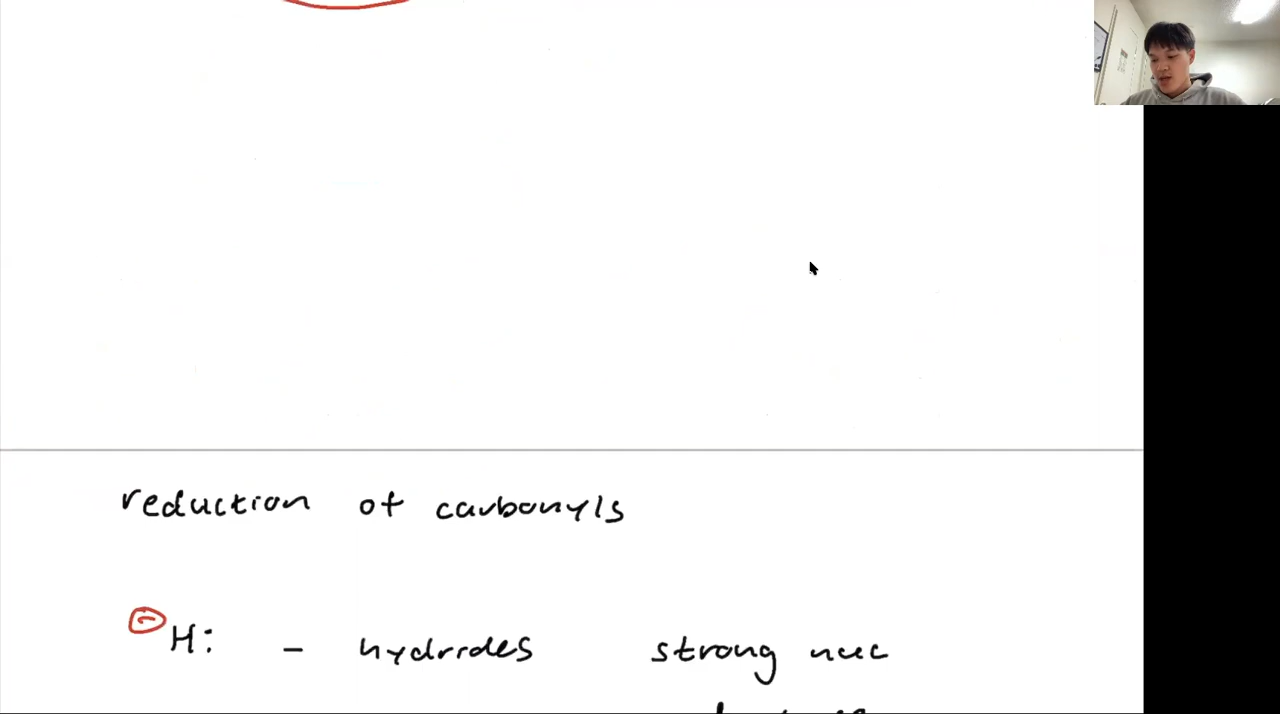 reduction of carbonyls
⊖H: - hydrides strong nuc